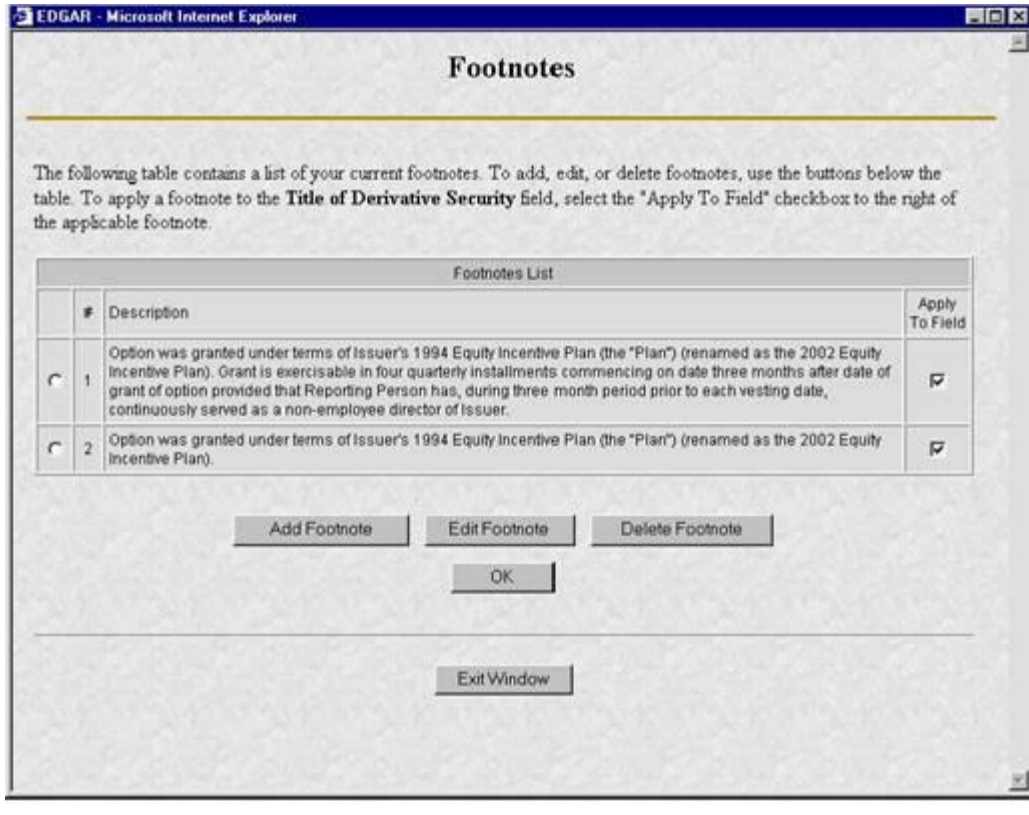 EDGAR - Microsoft Internet Explorer
Footnotes
The following table contains a list of your current footnotes. To add, edit, or delete footnotes, use the buttons below the
table. To apply a footnote to the Title of Derivative Security field, select the "Apply To Field" checkbox to the right of
the applicable footnote.
Footnotes List
# Description Apply
To Field
1 Option was granted under terms of Issuer's 1994 Equity Incentive Plan (the "Plan") (renamed as the 2002 Equity
Incentive Plan). Grant is exercisable in four quarterly installments commencing on date three months after date of
grant of option provided that Reporting Person has, during three month period prior to each vesting date,
continuously served as a non-employee director of Issuer.
2 Option was granted under terms of Issuer's 1994 Equity Incentive Plan (the "Plan") (renamed as the 2002 Equity
Incentive Plan).
Add Footnote Edit Footnote Delete Footnote
OK
Exit Window